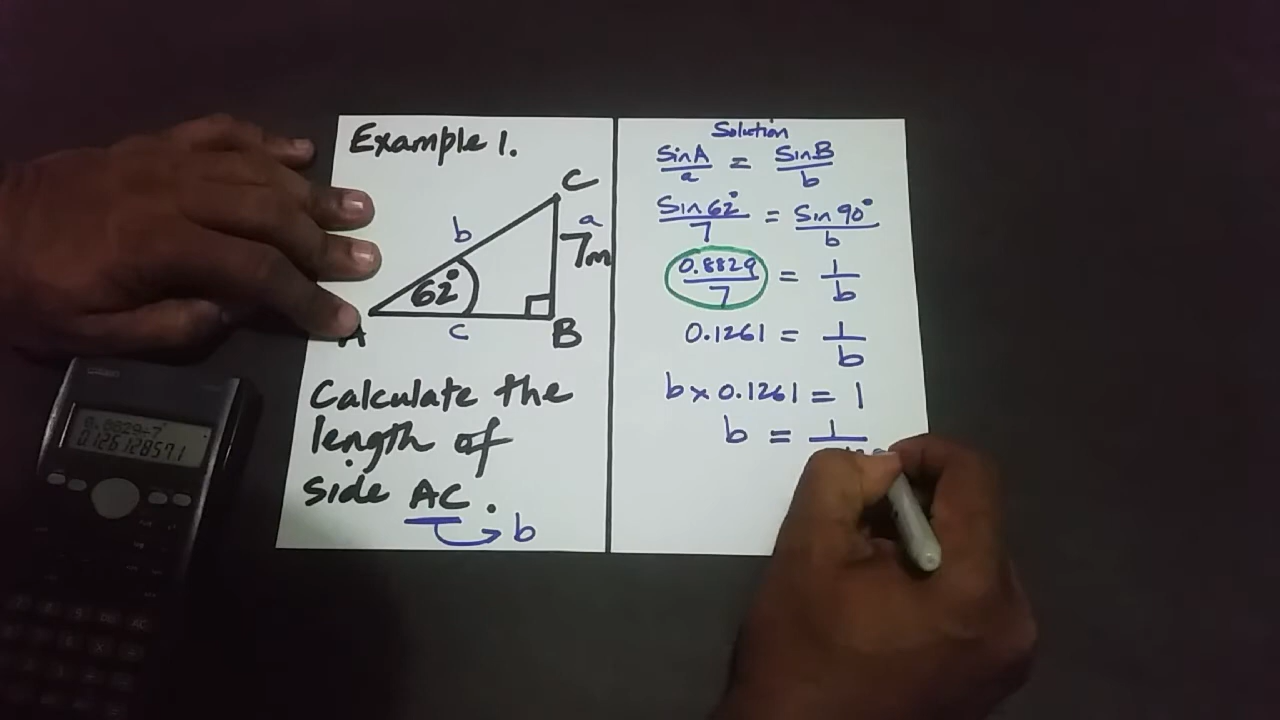 Example 1.
C
b
a
7m
62°
A
c
B
Calculate the
length of
side AC.
b
Solution
SinA/a = SinB/b
Sin62°/7 = Sin90°/b
0.8829/7 = 1/b
0.1261 = 1/b
b x 0.1261 = 1
b = 1/
0.8829÷7
0.126128571